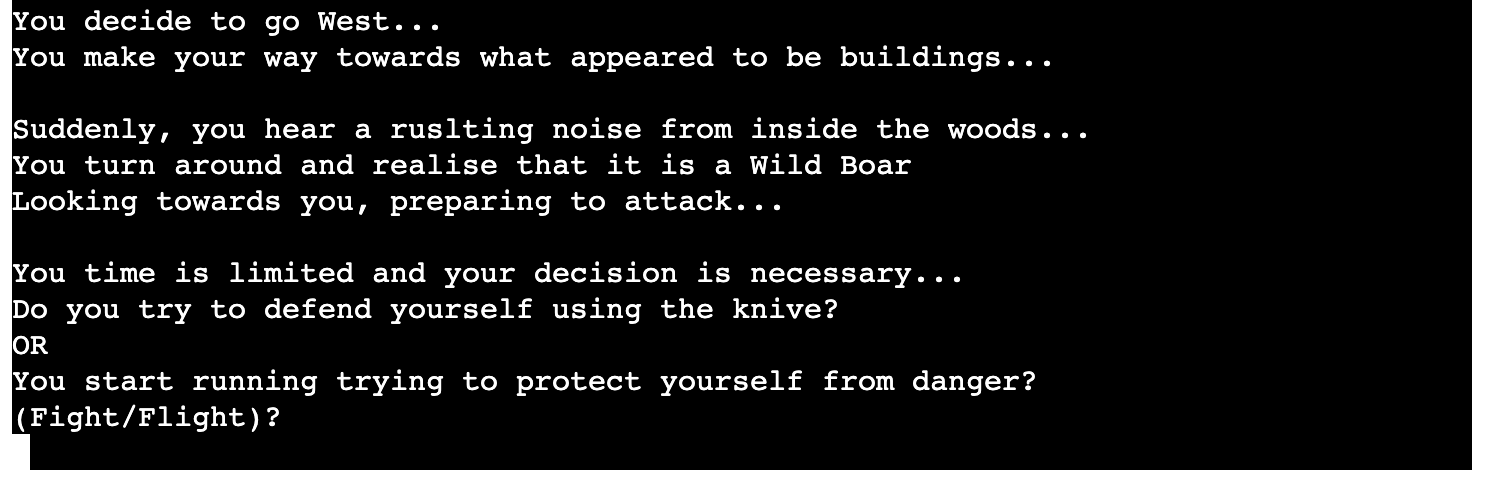 You decide to go West...
You make your way towards what appeared to be buildings...
Suddenly, you hear a ruslting noise from inside the woods...
You turn around and realise that it is a Wild Boar
Looking towards you, preparing to attack...
You time is limited and your decision is necessary...
Do you try to defend yourself using the knive?
OR
You start running trying to protect yourself from danger?
(Fight/Flight)?